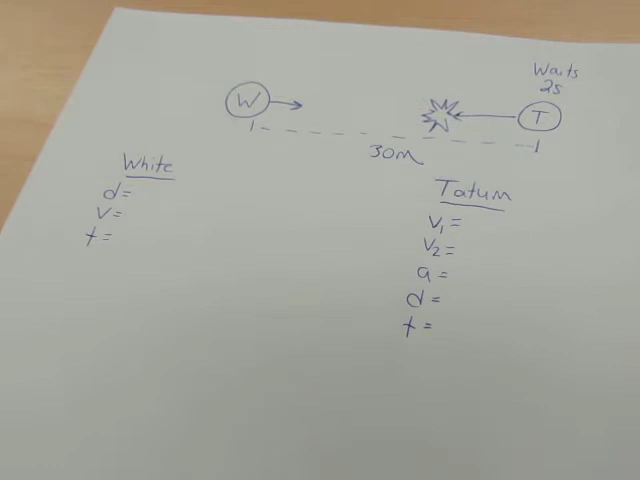 Waits
2s
W
T
30m
White
d =
v =
t =
Tatum
v₁ =
v₂ =
a =
d =
t =